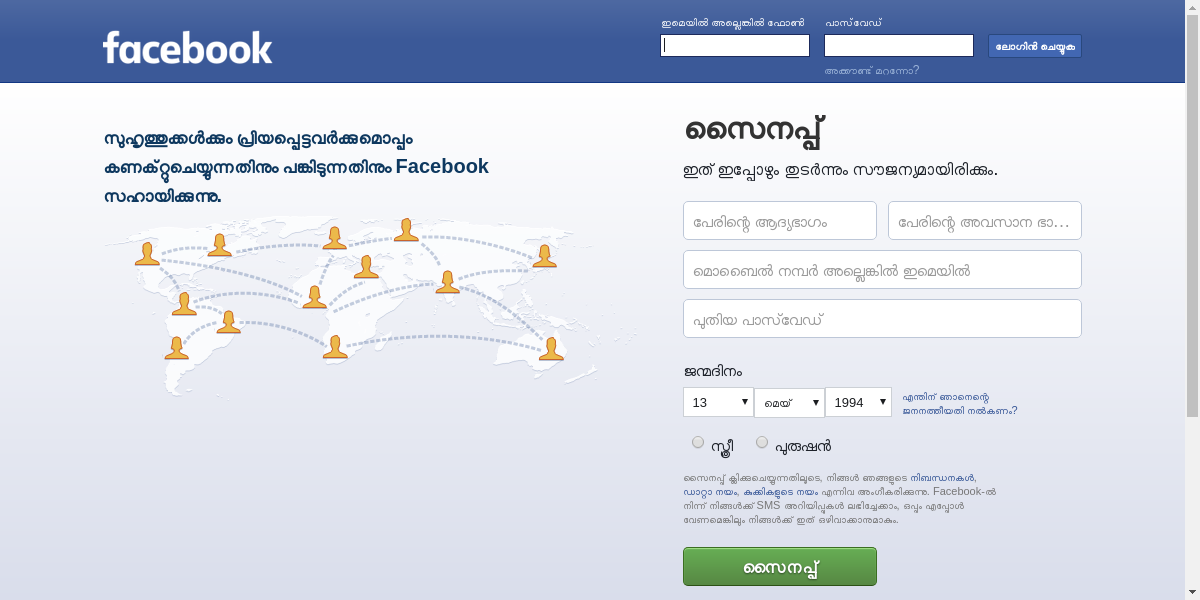 facebook
ഇമെയിൽ അല്ലെങ്കിൽ ഫോൺ
പാസ്‌വേഡ്
ലോഗിൻ ചെയ്യുക
അക്കൗണ്ട് മറന്നോ?
സുഹൃത്തുക്കൾക്കും പ്രിയപ്പെട്ടവർക്കുമൊപ്പം
കണക്റ്റുചെയ്യുന്നതിനും പങ്കിടുന്നതിനും Facebook
സഹായിക്കുന്നു.
സൈനപ്പ്
ഇത് ഇപ്പോഴും തുടർന്നും സൗജന്യമായിരിക്കും.
പേരിന്റെ ആദ്യഭാഗം
പേരിന്റെ അവസാന ഭാ...
മൊബൈൽ നമ്പർ അല്ലെങ്കിൽ ഇമെയിൽ
പുതിയ പാസ്‌വേഡ്
ജന്മദിനം
13 മെയ് 1994
എന്തിന് ഞാനെന്റെ
ജനനത്തീയതി നൽകണം?
സ്ത്രീ പുരുഷൻ
സൈനപ്പ് ക്ലിക്കുചെയ്യുന്നതിലൂടെ, നിങ്ങൾ ഞങ്ങളുടെ നിബന്ധനകൾ,
ഡാറ്റാ നയം, കുക്കികളുടെ നയം എന്നിവ അംഗീകരിക്കുന്നു. Facebook-ൽ
നിന്ന് നിങ്ങൾക്ക് SMS അറിയിപ്പുകൾ ലഭിച്ചേക്കാം, ഒപ്പം എപ്പോൾ
വേണമെങ്കിലും നിങ്ങൾക്ക് ഇത് ഒഴിവാക്കാനുമാകും.
സൈനപ്പ്